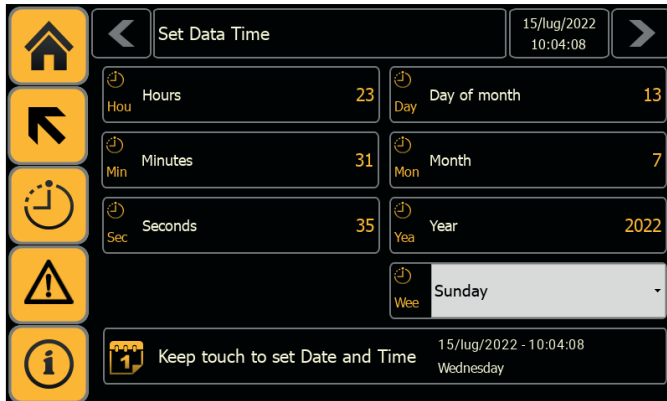 Set Data Time
15/lug/2022
10:04:08
Hou Hours 23
Day Day of month 13
Min Minutes 31
Mon Month 7
Sec Seconds 35
Yea Year 2022
Wee Sunday
1
Keep touch to set Date and Time
15/lug/2022 - 10:04:08
Wednesday